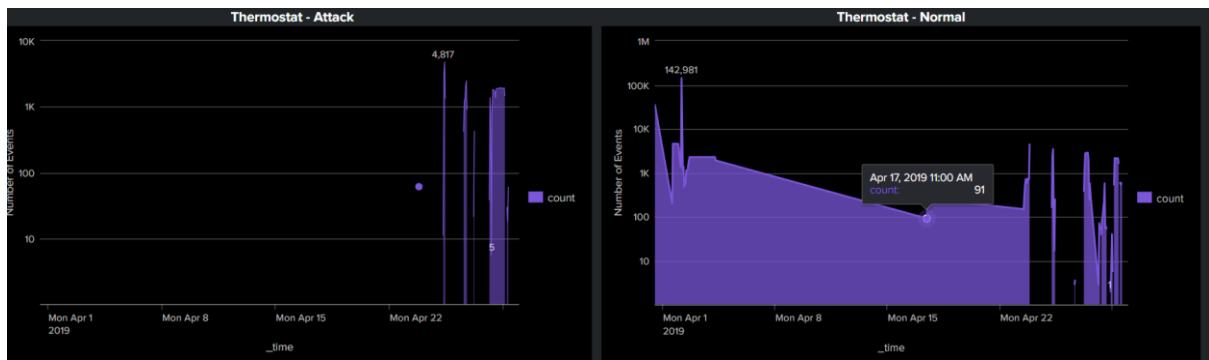 Thermostat - Attack
Number of Events
10K
1K
100
10
4,817
5
count
Mon Apr 1
2019
Mon Apr 8
Mon Apr 15
Mon Apr 22
_time
Thermostat - Normal
Number of Events
1M
100K
10K
1K
100
10
142,981
Apr 17, 2019 11:00 AM
count: 91
1
count
Mon Apr 1
2019
Mon Apr 8
Mon Apr 15
Mon Apr 22
_time